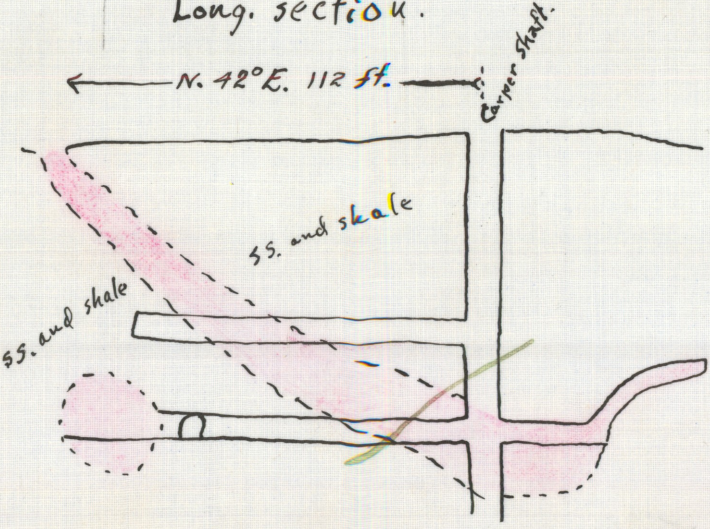 Long. section.
N. 42°E. 112 ft.
Carper shaft.
ss. and shale
ss. and shale